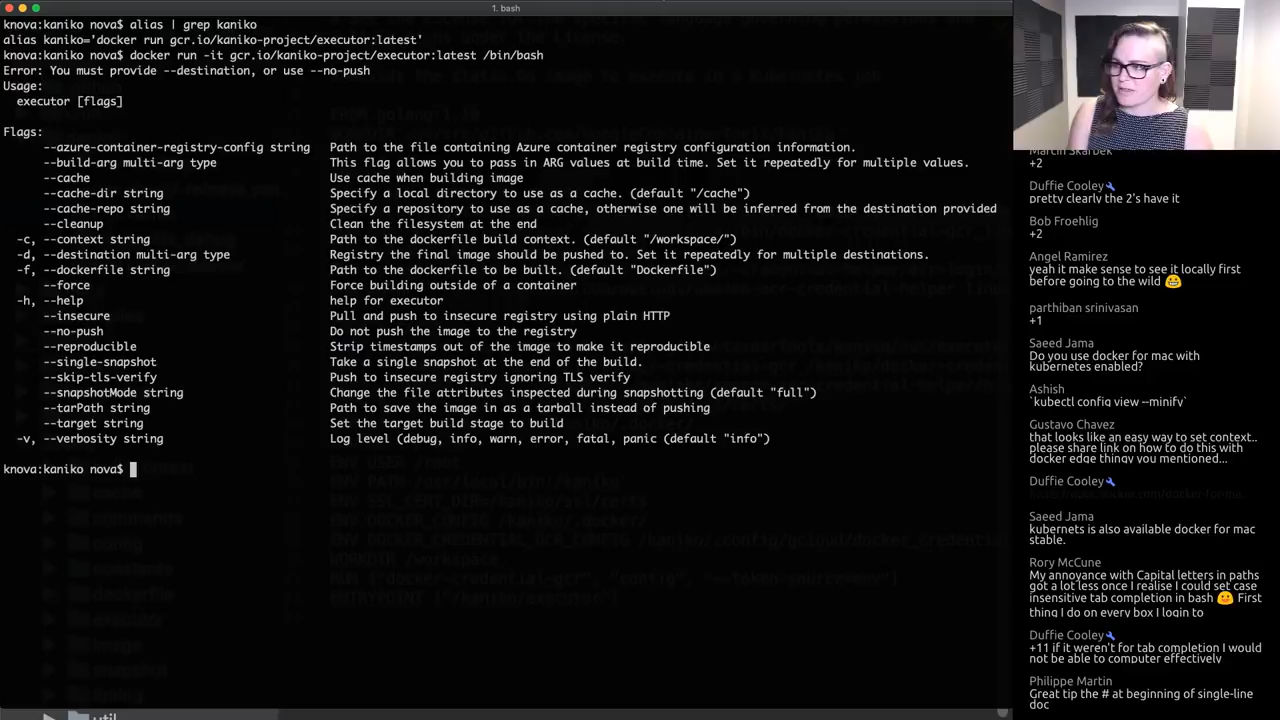 1. bash
knova:kaniko nova$ alias | grep kaniko
alias kaniko='docker run gcr.io/kaniko-project/executor:latest'
knova:kaniko nova$ docker run -it gcr.io/kaniko-project/executor:latest /bin/bash
Error: You must provide --destination, or use --no-push
Usage:
executor [flags]
Flags:
--azure-container-registry-config string Path to the file containing Azure container registry configuration information.
--build-arg multi-arg type This flag allows you to pass in ARG values at build time. Set it repeatedly for multiple values.
--cache Use cache when building image
--cache-dir string Specify a local directory to use as a cache. (default "/cache")
--cache-repo string Specify a repository to use as a cache, otherwise one will be inferred from the destination provided
--cleanup Clean the filesystem at the end
-c, --context string Path to the dockerfile build context. (default "/workspace/")
-d, --destination multi-arg type Registry the final image should be pushed to. Set it repeatedly for multiple destinations.
-f, --dockerfile string Path to the dockerfile to be built. (default "Dockerfile")
--force Force building outside of a container
-h, --help help for executor
--insecure Pull and push to insecure registry using plain HTTP
--no-push Do not push the image to the registry
--reproducible Strip timestamps out of the image to make it reproducible
--single-snapshot Take a single snapshot at the end of the build.
--skip-tls-verify Push to insecure registry ignoring TLS verify
--snapshotMode string Change the file attributes inspected during snapshotting (default "full")
--tarPath string Path to save the image in as a tarball instead of pushing
--target string Set the target build stage to build
-v, --verbosity string Log level (debug, info, warn, error, fatal, panic (default "info")
knova:kaniko nova$
Martin Skarbek
+2
Duffie Cooley
pretty clearly the 2's have it
Bob Froehlig
+2
Angel Ramirez
yeah it make sense to see it locally first
before going to the wild
parthiban srinivasan
+1
Saeed Jama
Do you use docker for mac with
kubernetes enabled?
Ashish
`kubectl config view --minify`
Gustavo Chavez
that looks like an easy way to set context..
please share link on how to do this with
docker edge thingy you mentioned...
Duffie Cooley
Saeed Jama
kubernets is also available docker for mac
stable.
Rory McCune
My annoyance with Capital letters in paths
got a lot less once I realise I could set case
insensitive tab completion in bash First
thing I do on every box I login to
Duffie Cooley
+11 if it weren't for tab completion I would
not be able to computer effectively
Philippe Martin
Great tip the # at beginning of single-line
doc